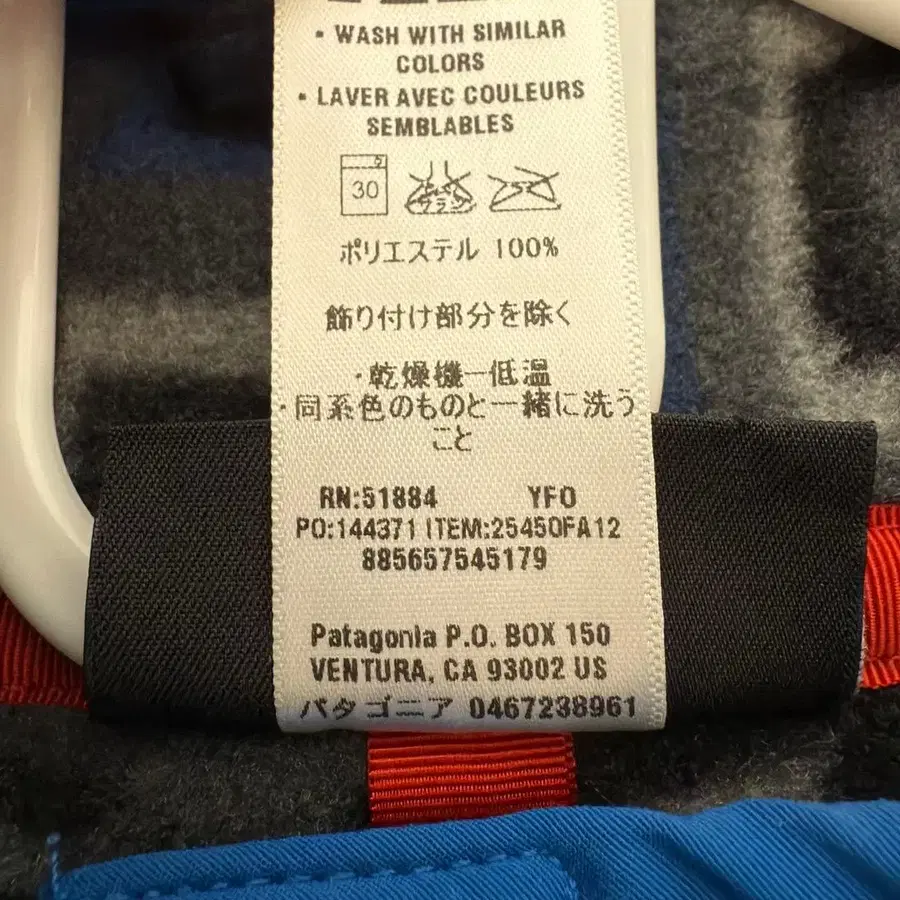 • WASH WITH SIMILAR
COLORS
• LAVER AVEC COULEURS
SEMBLABLES
30
ポリエステル 100%
飾り付け部分を除く
・乾燥機ー低温
・同系色のものと一緒に洗う
こと
RN:51884 YFO
PO:144371 ITEM:25450FA12
885657545179
Patagonia P.O. BOX 150
VENTURA, CA 93002 US
パタゴニア 0467238961